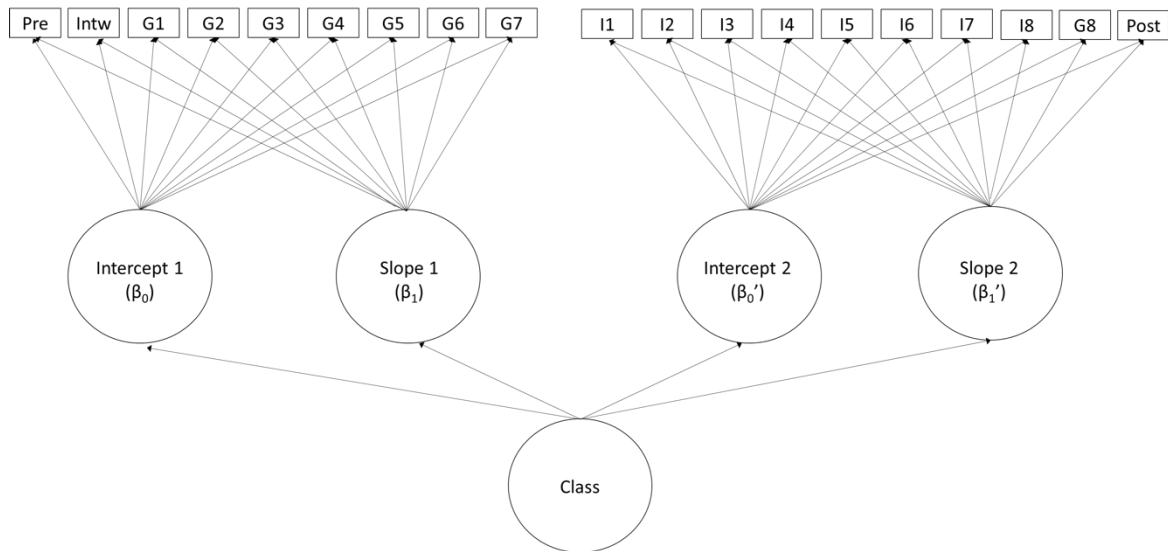 Pre Intw G1 G2 G3 G4 G5 G6 G7 I1 I2 I3 I4 I5 I6 I7 I8 G8 Post
Intercept 1
(β₀)
Slope 1
(β₁)
Intercept 2
(β₀’)
Slope 2
(β₁’)
Class